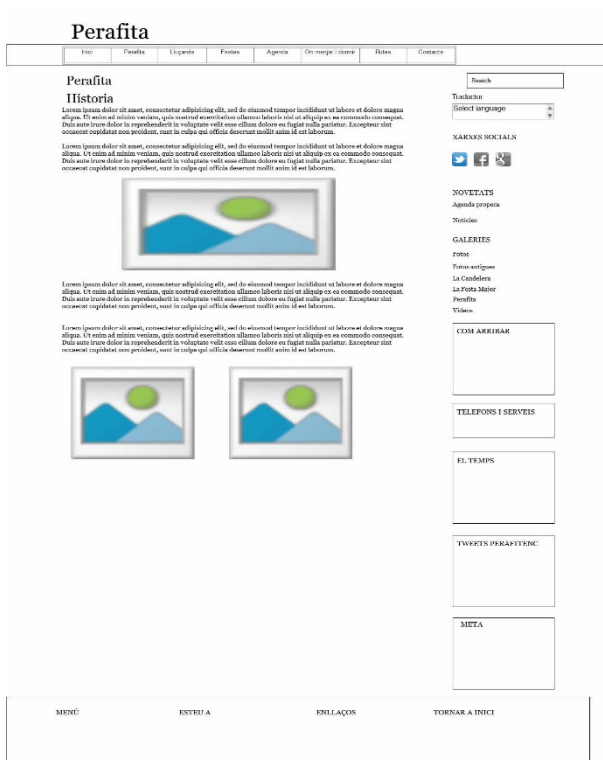 Perafita
Inici Perafita Lluçanès Festes Agenda On menjar i dormir Rutes Contacte
Perafita
Historia
Lorem ipsum dolor sit amet, consectetur adipisicing elit, sed do eiusmod tempor incididunt ut labore et dolore magna
aliqua. Ut enim ad minim veniam, quis nostrud exercitation ullamco laboris nisi ut aliquip ex ea commodo consequat.
Duis aute irure dolor in reprehenderit in voluptate velit esse cillum dolore eu fugiat nulla pariatur. Excepteur sint
occaecat cupidatat non proident, sunt in culpa qui officia deserunt mollit anim id est laborum.
Lorem ipsum dolor sit amet, consectetur adipisicing elit, sed do eiusmod tempor incididunt ut labore et dolore magna
aliqua. Ut enim ad minim veniam, quis nostrud exercitation ullamco laboris nisi ut aliquip ex ea commodo consequat.
Duis aute irure dolor in reprehenderit in voluptate velit esse cillum dolore eu fugiat nulla pariatur. Excepteur sint
occaecat cupidatat non proident, sunt in culpa qui officia deserunt mollit anim id est laborum.
Lorem ipsum dolor sit amet, consectetur adipisicing elit, sed do eiusmod tempor incididunt ut labore et dolore magna
aliqua. Ut enim ad minim veniam, quis nostrud exercitation ullamco laboris nisi ut aliquip ex ea commodo consequat.
Duis aute irure dolor in reprehenderit in voluptate velit esse cillum dolore eu fugiat nulla pariatur. Excepteur sint
occaecat cupidatat non proident, sunt in culpa qui officia deserunt mollit anim id est laborum.
Lorem ipsum dolor sit amet, consectetur adipisicing elit, sed do eiusmod tempor incididunt ut labore et dolore magna
aliqua. Ut enim ad minim veniam, quis nostrud exercitation ullamco laboris nisi ut aliquip ex ea commodo consequat.
Duis aute irure dolor in reprehenderit in voluptate velit esse cillum dolore eu fugiat nulla pariatur. Excepteur sint
occaecat cupidatat non proident, sunt in culpa qui officia deserunt mollit anim id est laborum.
Search
Traductor
Select language
XARXES SOCIALS
NOVETATS
Agenda propera
Noticies
GALERIES
Fotos
Fotos antigues
La Candelera
La Festa Major
Perafita
Videos
COM ARRIBAR
TELEFONS I SERVEIS
EL TEMPS
TWEETS PERAFITENC
META
MENÚ ESTEU A ENLLAÇOS TORNAR A INICI